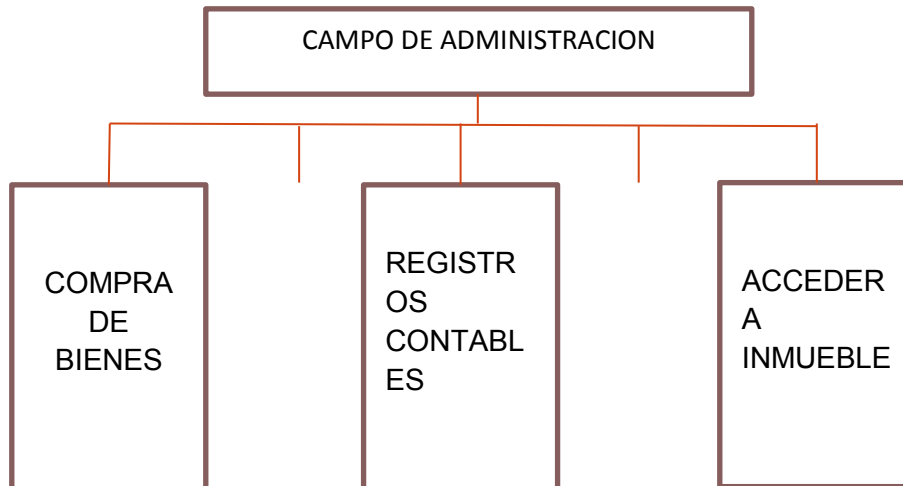 CAMPO DE ADMINISTRACION
COMPRA
DE
BIENES
REGISTR
OS
CONTABL
ES
ACCEDER
A
INMUEBLE